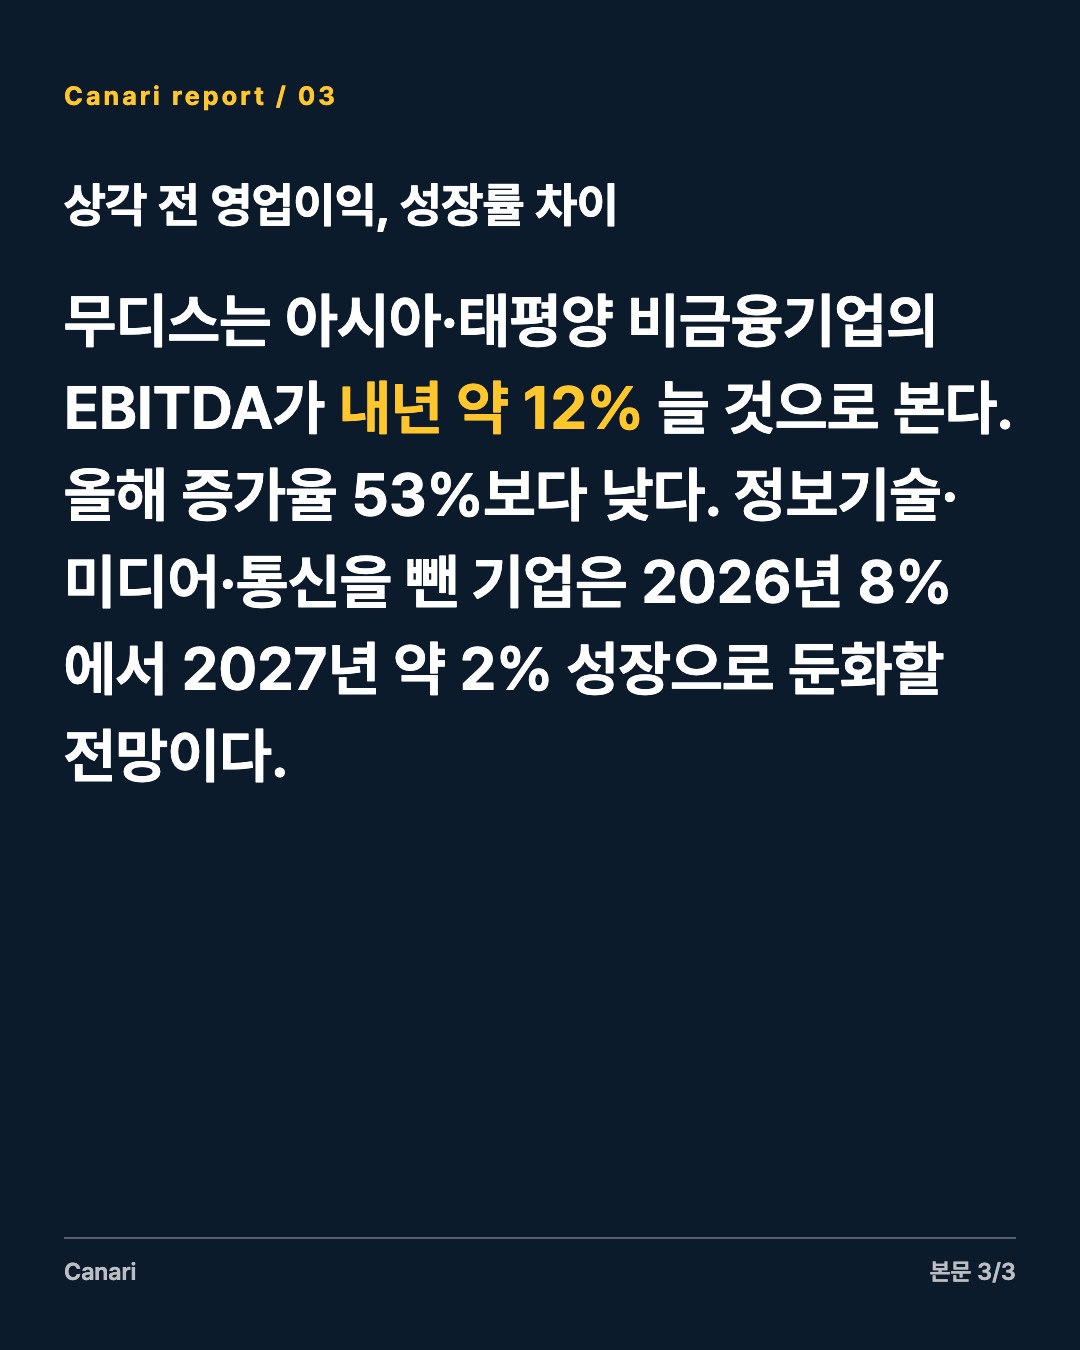 Canari report / 03
상각 전 영업이익, 성장률 차이
무디스는 아시아·태평양 비금융기업의
EBITDA가 내년 약 12% 늘 것으로 본다.
올해 증가율 53%보다 낮다. 정보기술·
미디어·통신을 뺀 기업은 2026년 8%
에서 2027년 약 2% 성장으로 둔화할
전망이다.
Canari
본문 3/3